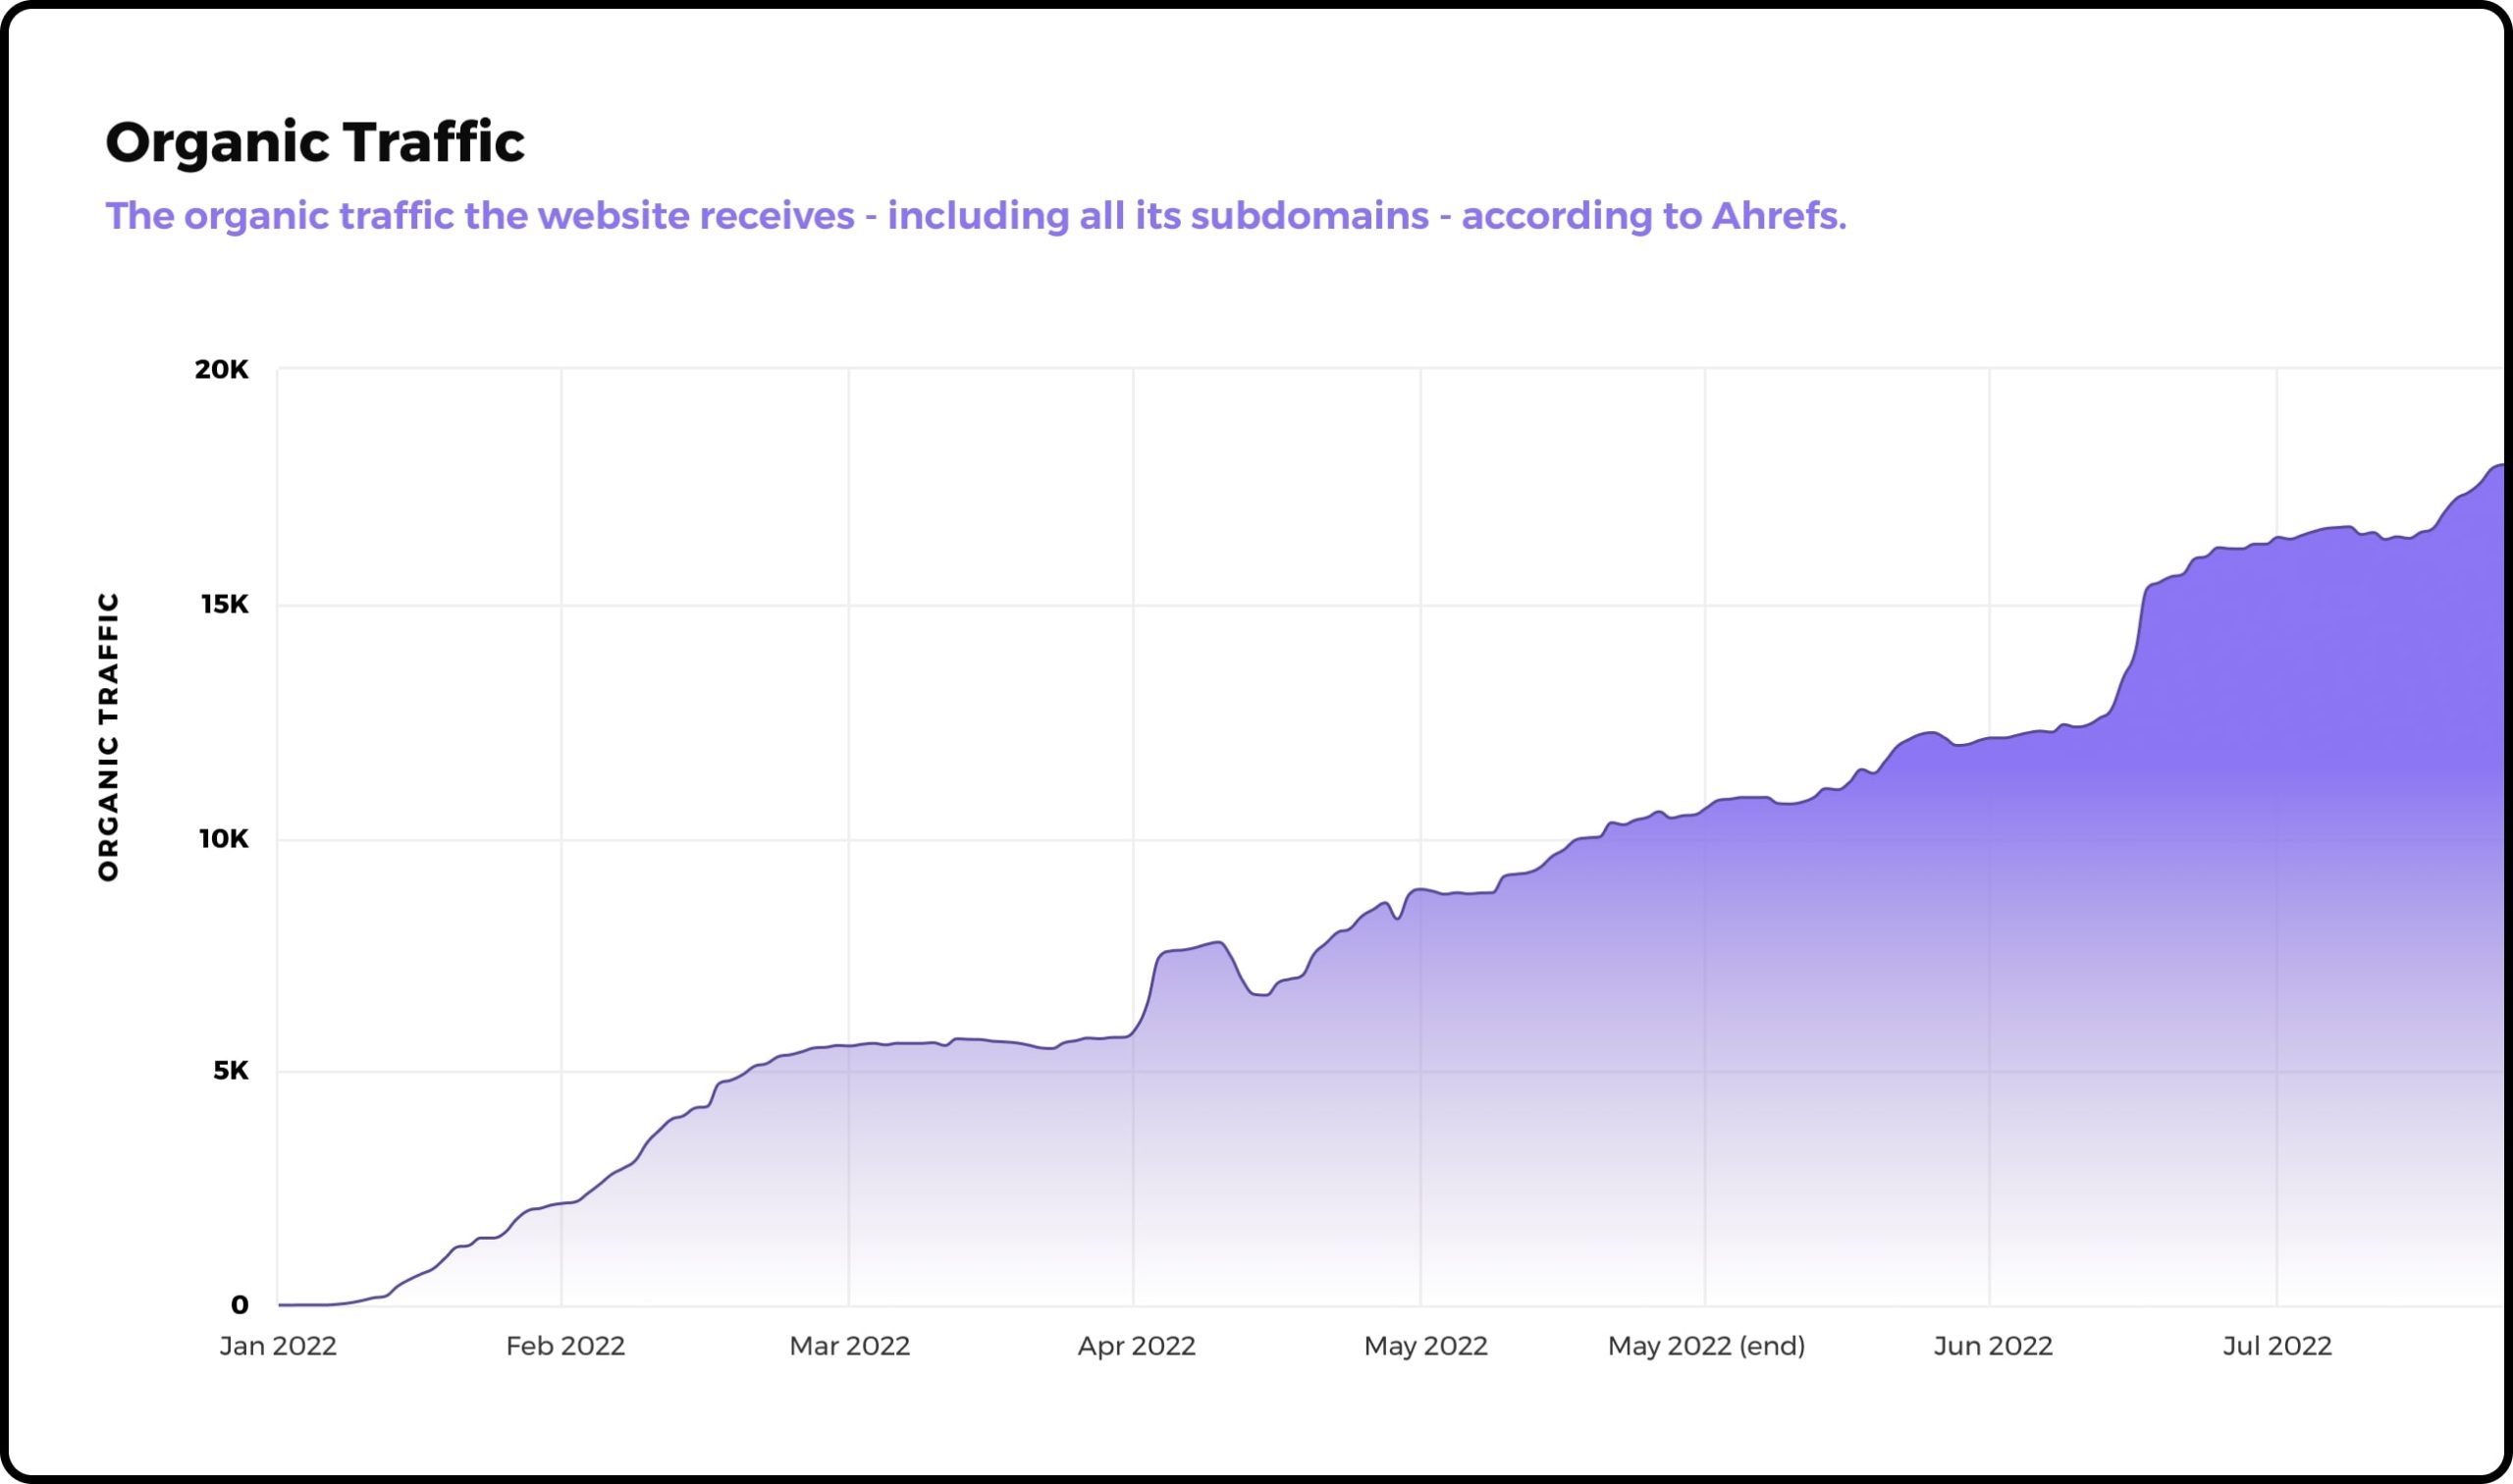 Organic Traffic
The organic traffic the website receives - including all its subdomains - according to Ahrefs.
20K
15K
10K
5K
0
ORGANIC TRAFFIC
Jan 2022
Feb 2022
Mar 2022
Apr 2022
May 2022
May 2022 (end)
Jun 2022
Jul 2022